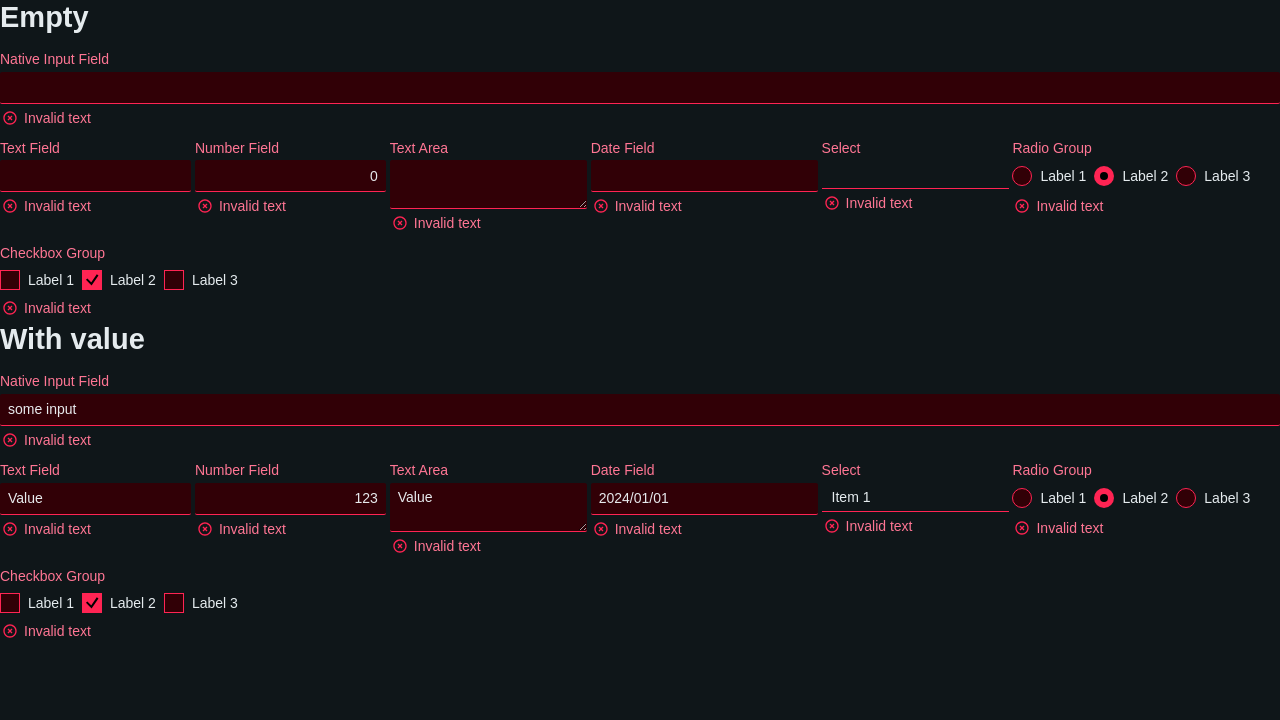 Empty
Native Input Field
Invalid text
Text Field Number Field Text Area Date Field Select Radio Group
0 Label 1 Label 2 Label 3
Invalid text Invalid text Invalid text Invalid text Invalid text Invalid text
Checkbox Group
Label 1 Label 2 Label 3
Invalid text
With value
Native Input Field
some input
Invalid text
Text Field Number Field Text Area Date Field Select Radio Group
Value 123 Value 2024/01/01 Item 1 Label 1 Label 2 Label 3
Invalid text Invalid text Invalid text Invalid text Invalid text Invalid text
Checkbox Group
Label 1 Label 2 Label 3
Invalid text